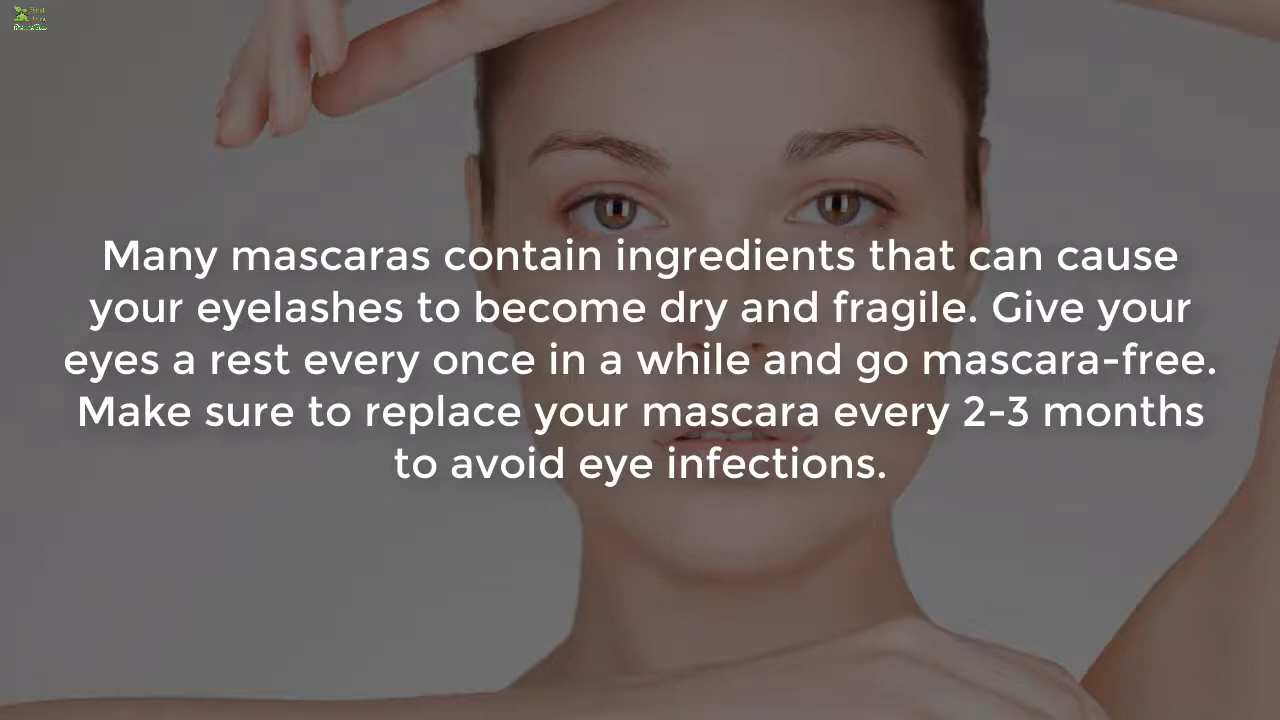 Many mascaras contain ingredients that can cause
your eyelashes to become dry and fragile. Give your
eyes a rest every once in a while and go mascara-free.
Make sure to replace your mascara every 2-3 months
to avoid eye infections.